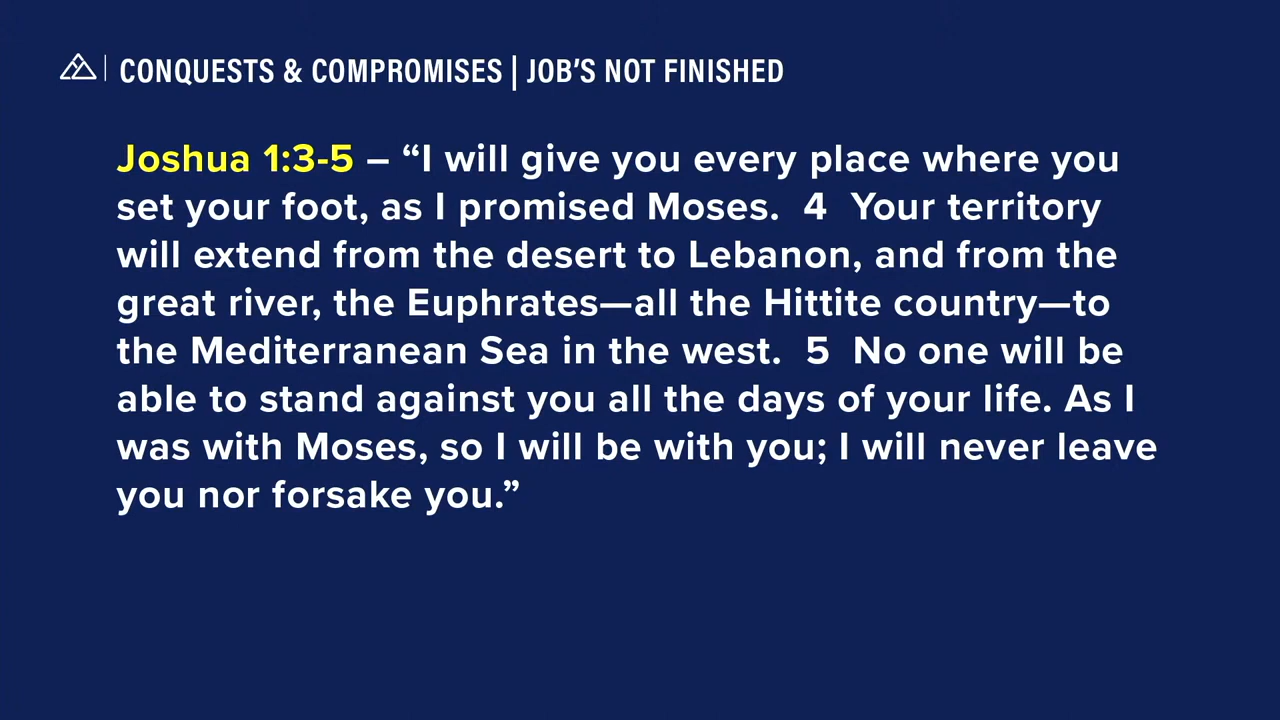 CONQUESTS & COMPROMISES | JOB’S NOT FINISHED
Joshua 1:3-5 – “I will give you every place where you
set your foot, as I promised Moses.  4  Your territory
will extend from the desert to Lebanon, and from the
great river, the Euphrates—all the Hittite country—to
the Mediterranean Sea in the west.  5  No one will be
able to stand against you all the days of your life. As I
was with Moses, so I will be with you; I will never leave
you nor forsake you.”